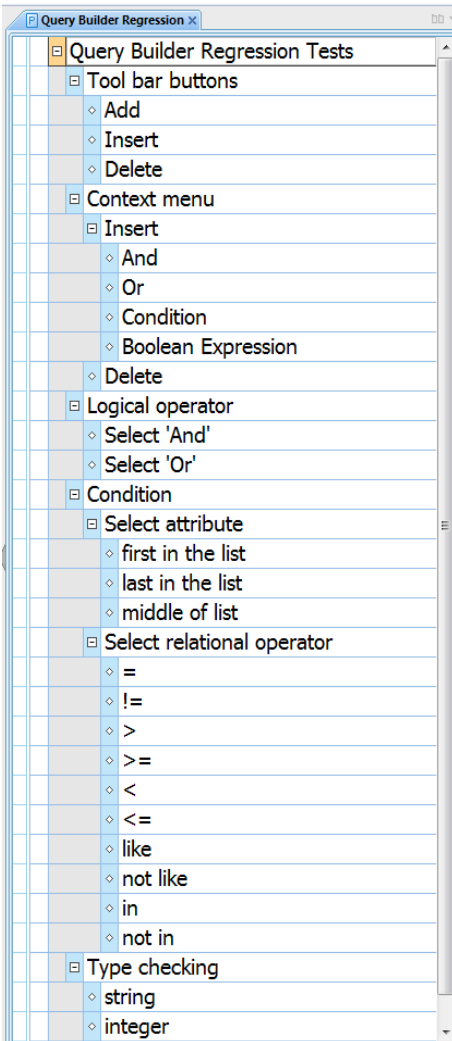 P Query Builder Regression ×
Query Builder Regression Tests
Tool bar buttons
Add
Insert
Delete
Context menu
Insert
And
Or
Condition
Boolean Expression
Delete
Logical operator
Select 'And'
Select 'Or'
Condition
Select attribute
first in the list
last in the list
middle of list
Select relational operator
=
!=
>
>=
<
<=
like
not like
in
not in
Type checking
string
integer